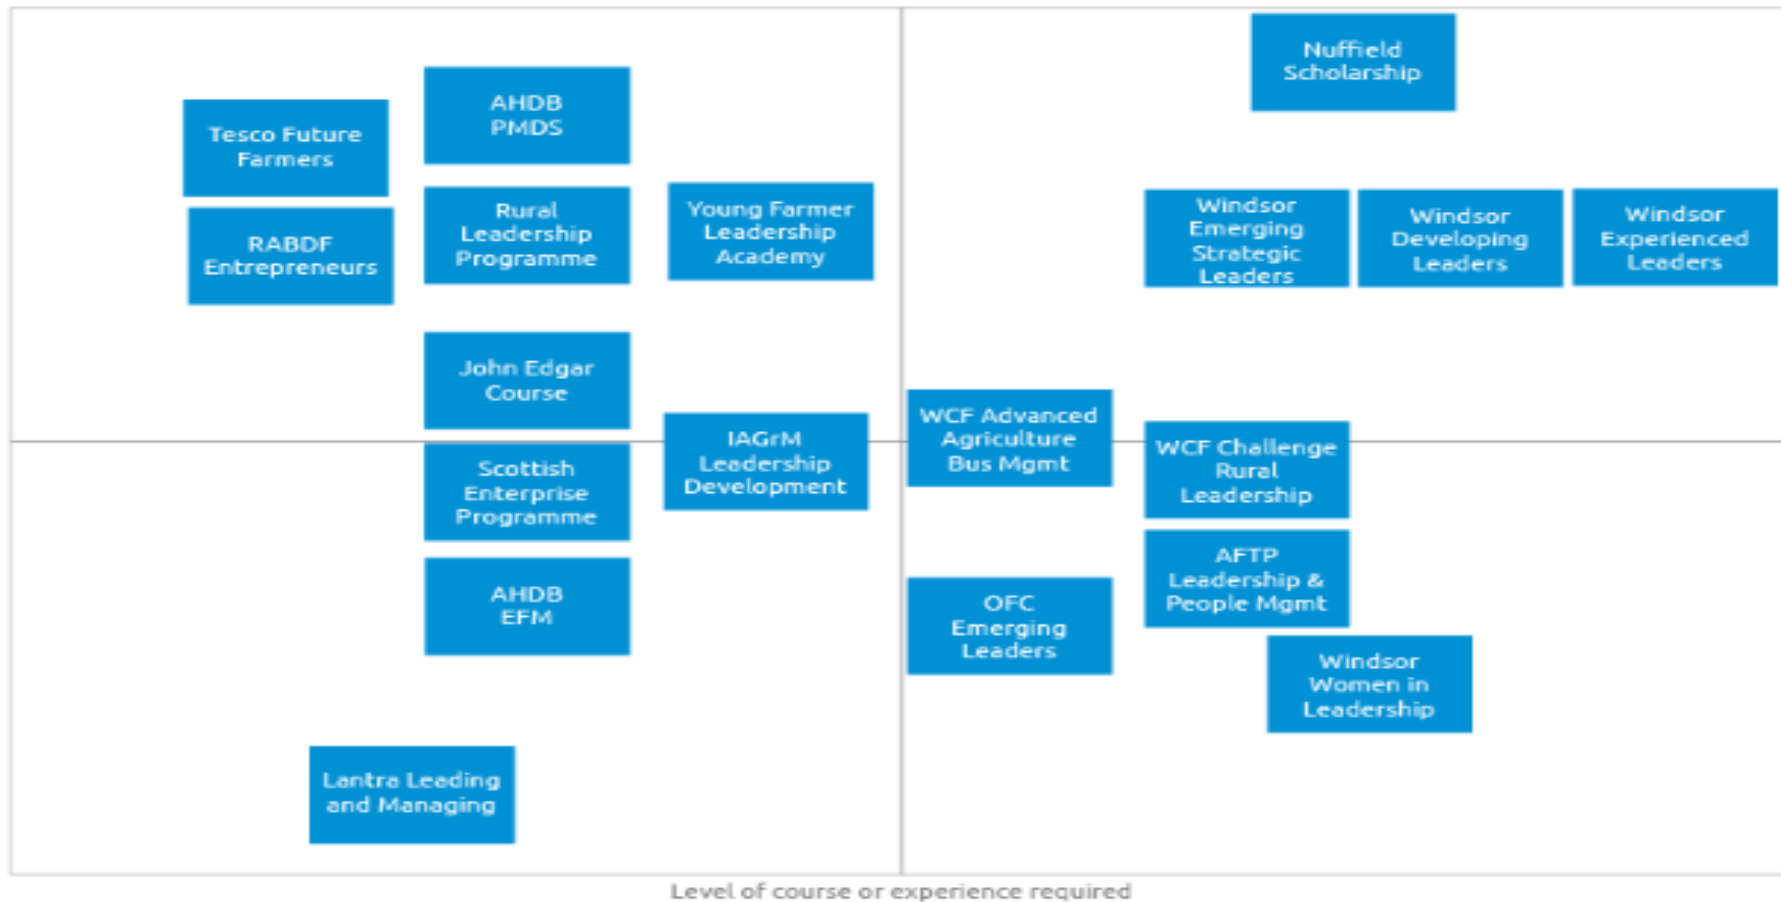 Nuffield
Scholarship
AHDB
PMDS
Tesco Future
Farmers
Rural
Leadership
Programme
Young Farmer
Leadership
Academy
RABDF
Entrepreneurs
Windsor
Emerging
Strategic
Leaders
Windsor
Developing
Leaders
Windsor
Experienced
Leaders
John Edgar
Course
IAGrM
Leadership
Development
WCF Advanced
Agriculture
Bus Mgmt
WCF Challenge
Rural
Leadership
Scottish
Enterprise
Programme
AHDB
EFM
OFC
Emerging
Leaders
AFTP
Leadership &
People Mgmt
Windsor
Women in
Leadership
Lantra Leading
and Managing
Level of course or experience required